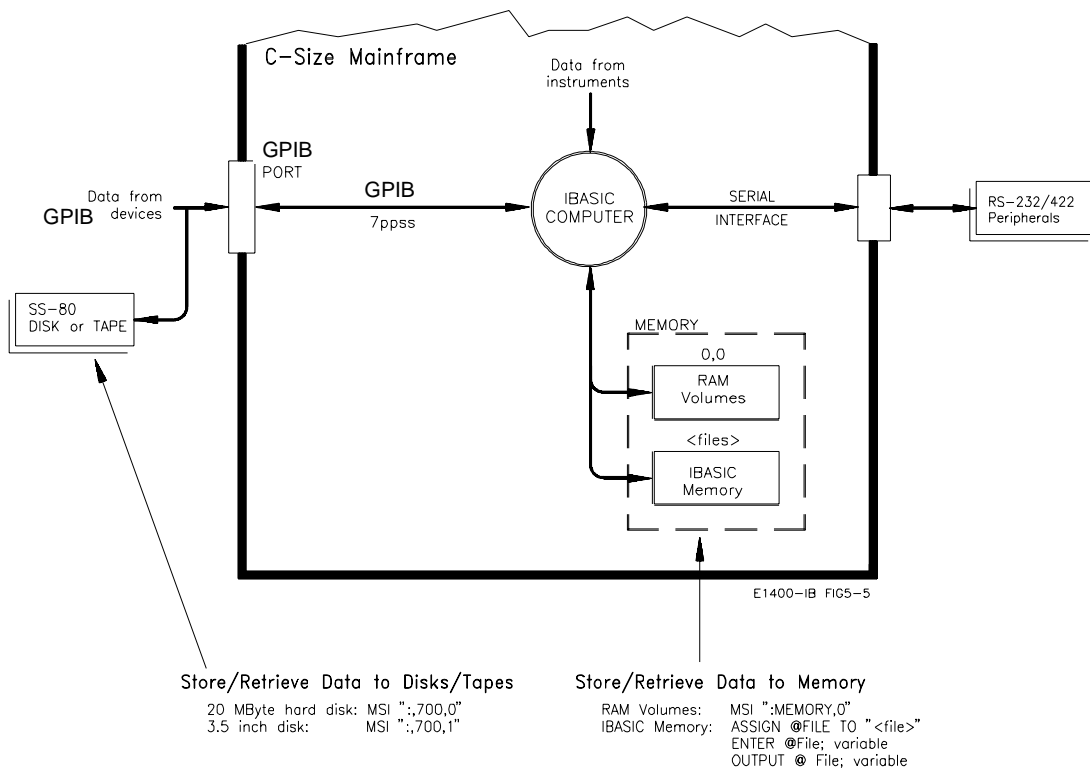 C-Size Mainframe
Data from
instruments
GPIB
PORT
GPIB
7ppss
IBASIC
COMPUTER
SERIAL
INTERFACE
RS-232/422
Peripherals
GPIB
Data from
devices
SS-80
DISK or TAPE
MEMORY
0,0
RAM
Volumes
<files>
IBASIC
Memory
E1400-IB FIG5-5
Store/Retrieve Data to Disks/Tapes
20 MByte hard disk: MSI ":,700,0"
3.5 inch disk: MSI ":,700,1"
Store/Retrieve Data to Memory
RAM Volumes: MSI ":MEMORY,0"
IBASIC Memory: ASSIGN @FILE TO "<file>"
ENTER @File; variable
OUTPUT @ File; variable